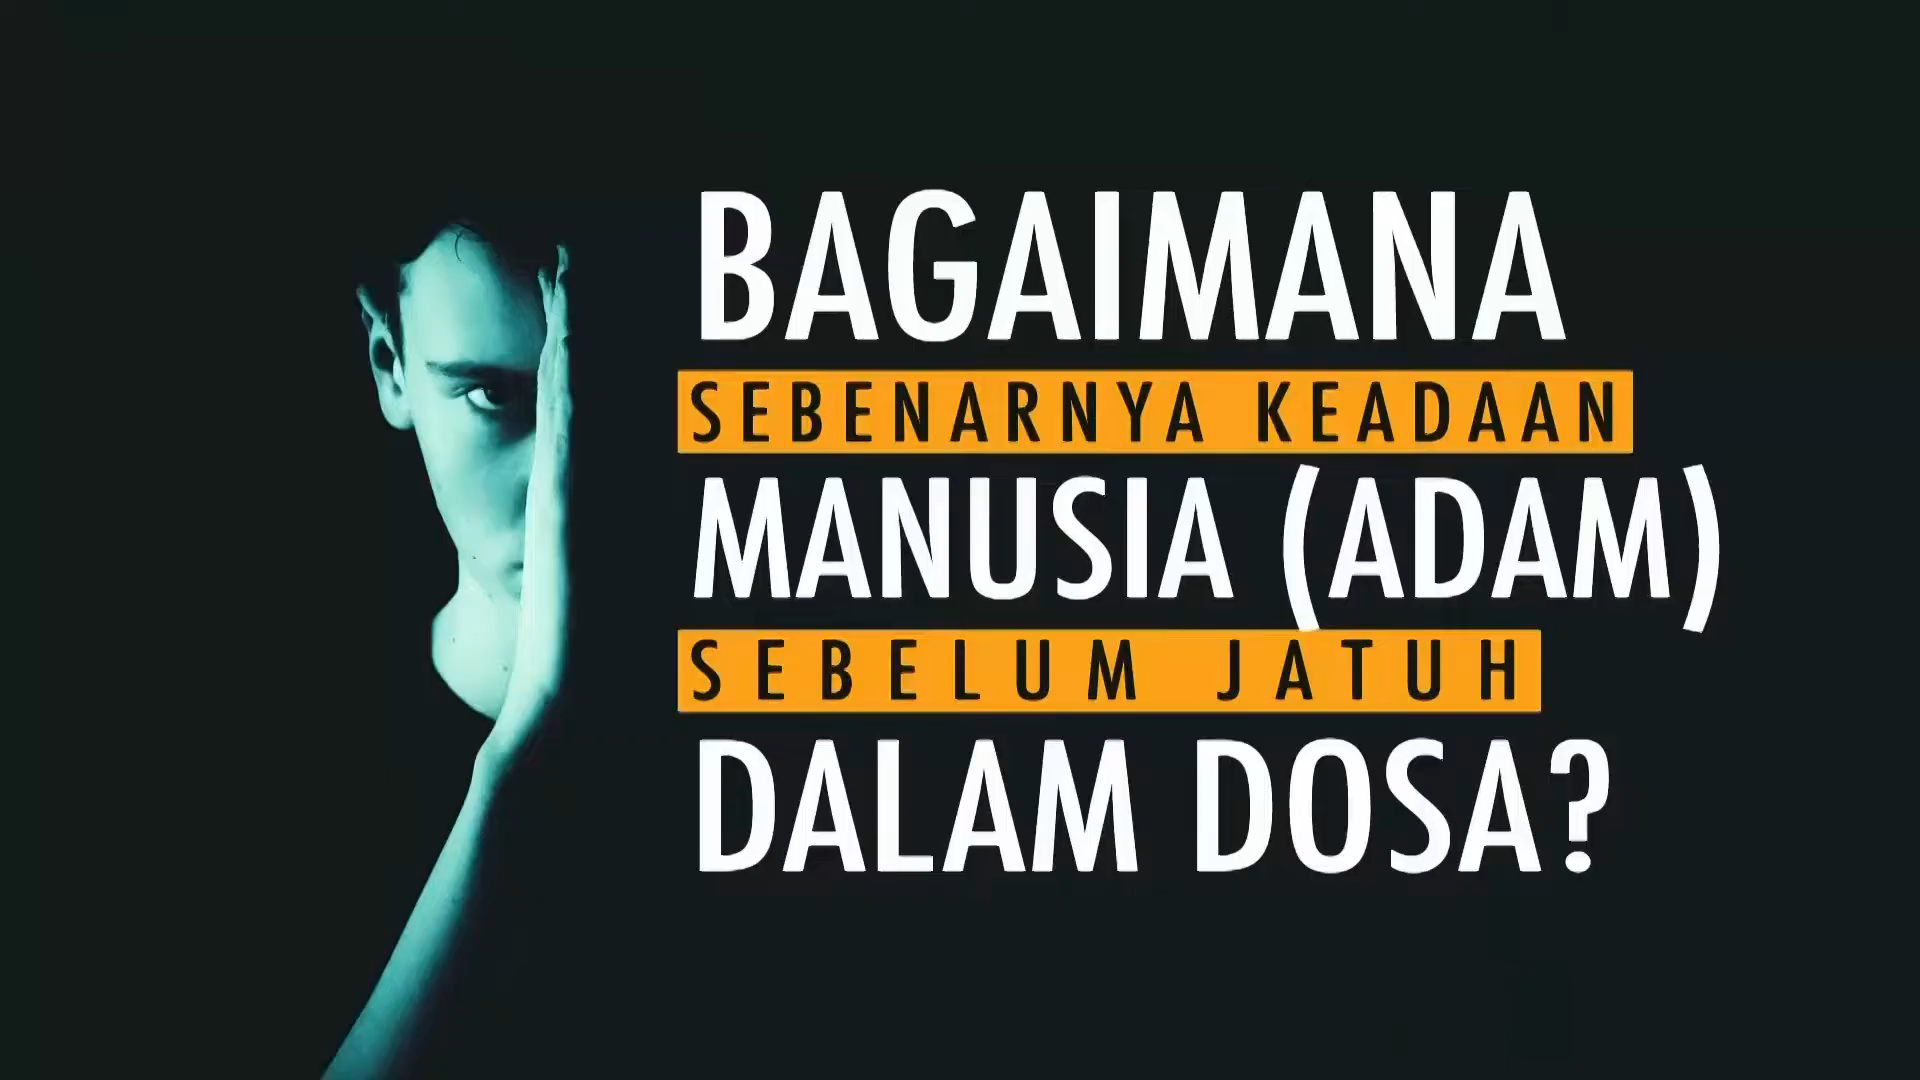 BAGAIMANA
SEBENARNYA KEADAAN
MANUSIA (ADAM)
SEBELUM JATUH
DALAM DOSA?